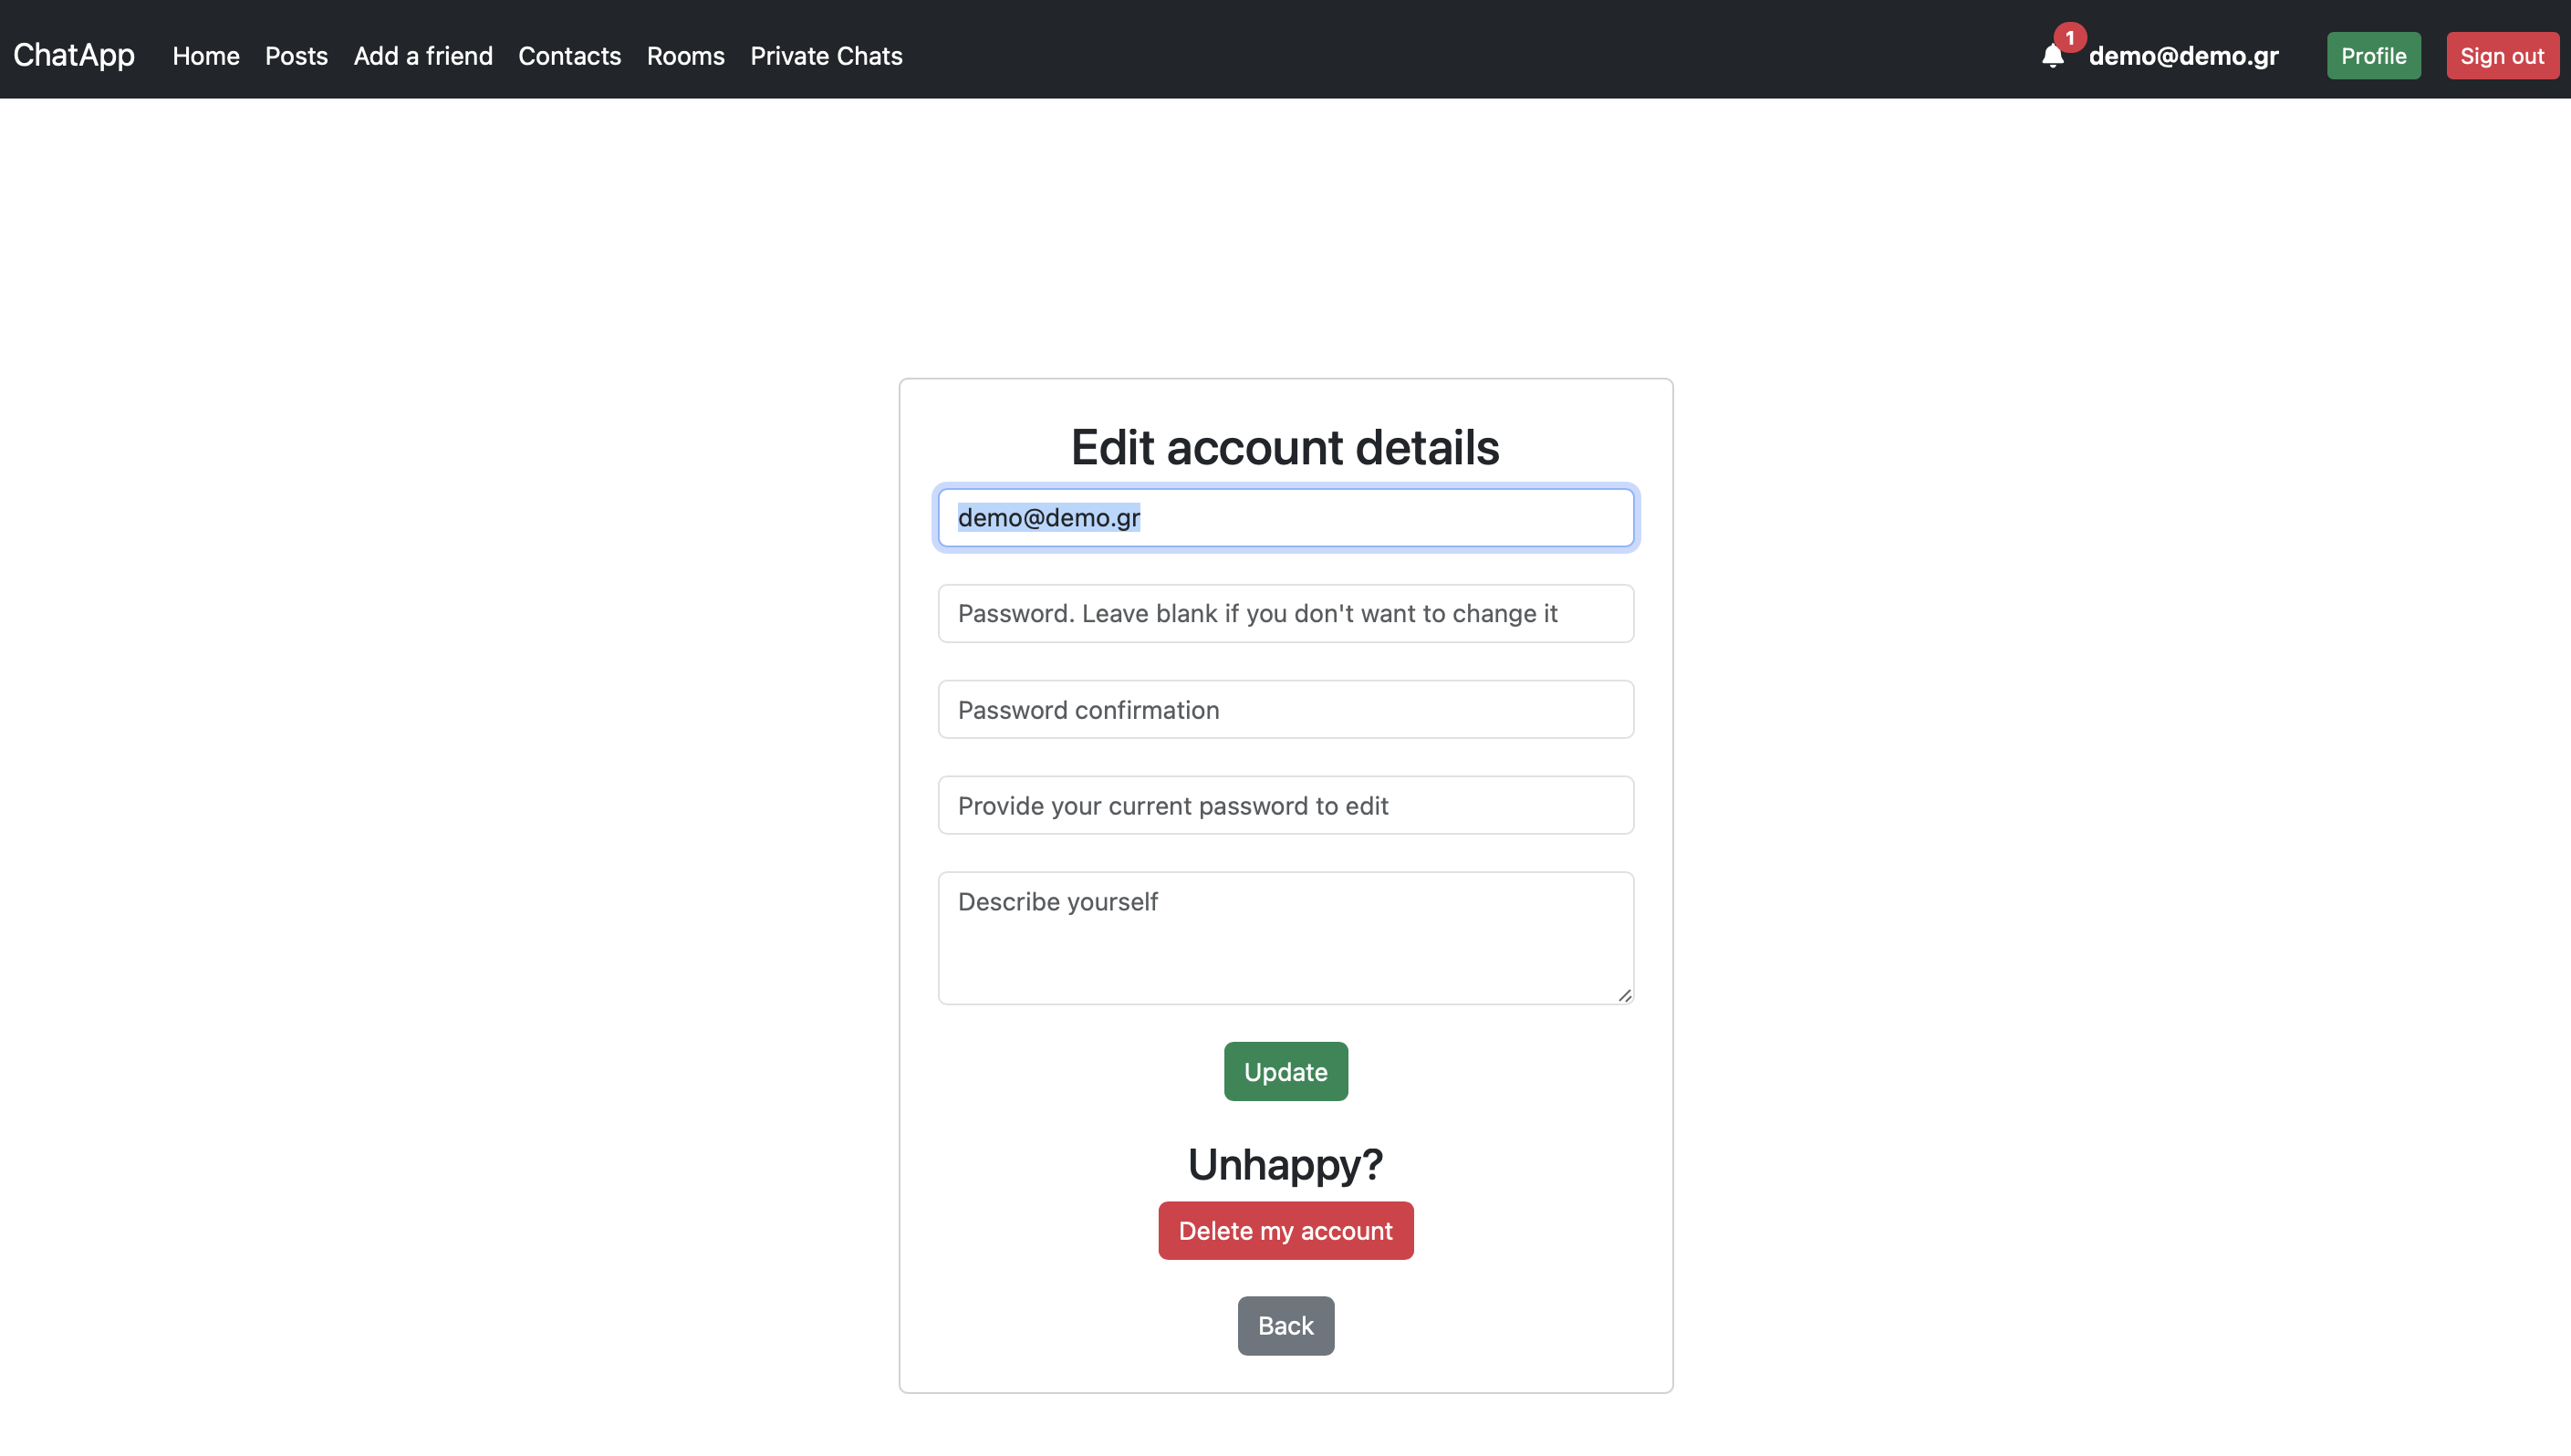 ChatApp Home Posts Add a friend Contacts Rooms Private Chats 1 demo@demo.gr Profile Sign out
Edit account details
demo@demo.gr
Password. Leave blank if you don't want to change it
Password confirmation
Provide your current password to edit
Describe yourself
Update
Unhappy?
Delete my account
Back